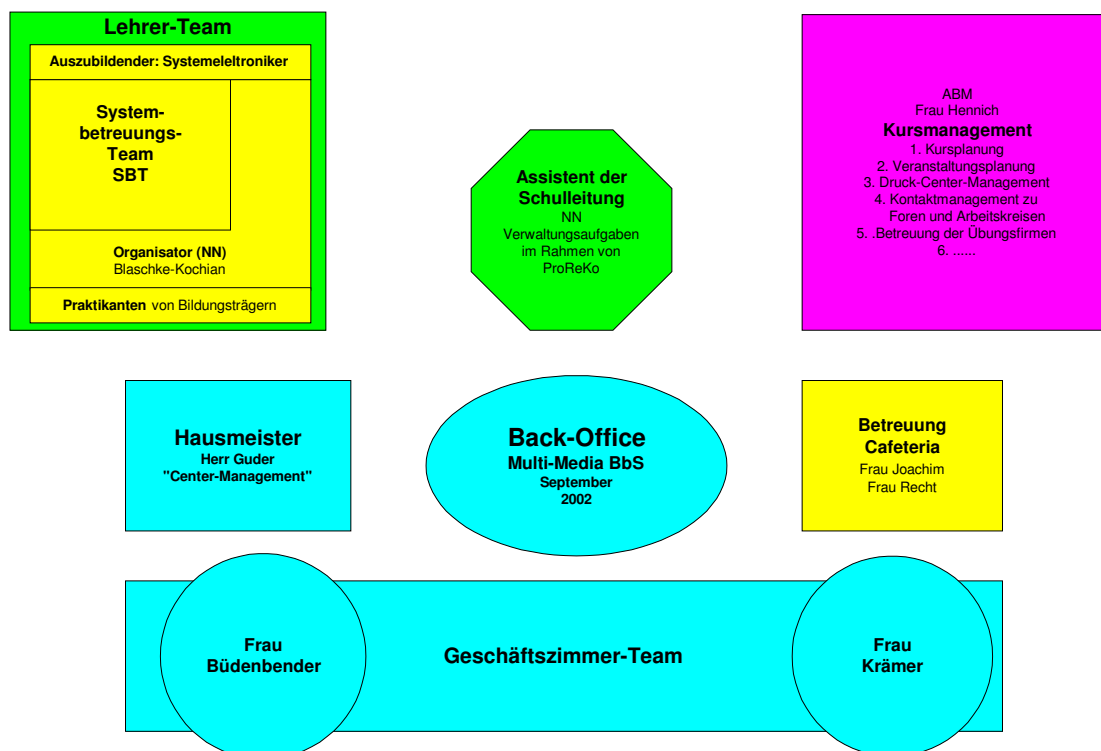 Lehrer-Team
Auszubildender: Systemeleltroniker
System-
betreuungs-
Team
SBT
Organisator (NN)
Blaschke-Kochian
Praktikanten von Bildungsträgern
Assistent der
Schulleitung
NN
Verwaltungsaufgaben
im Rahmen von
ProReKo
ABM
Frau Hennich
Kursmanagement
1. Kursplanung
2. Veranstaltungsplanung
3. Druck-Center-Management
4. Kontaktmanagement zu
Foren und Arbeitskreisen
5. .Betreuung der Übungsfirmen
6. ......
Hausmeister
Herr Guder
"Center-Management"
Back-Office
Multi-Media BbS
September
2002
Betreuung
Cafeteria
Frau Joachim
Frau Recht
Frau
Büdenbender
Geschäftszimmer-Team
Frau
Krämer